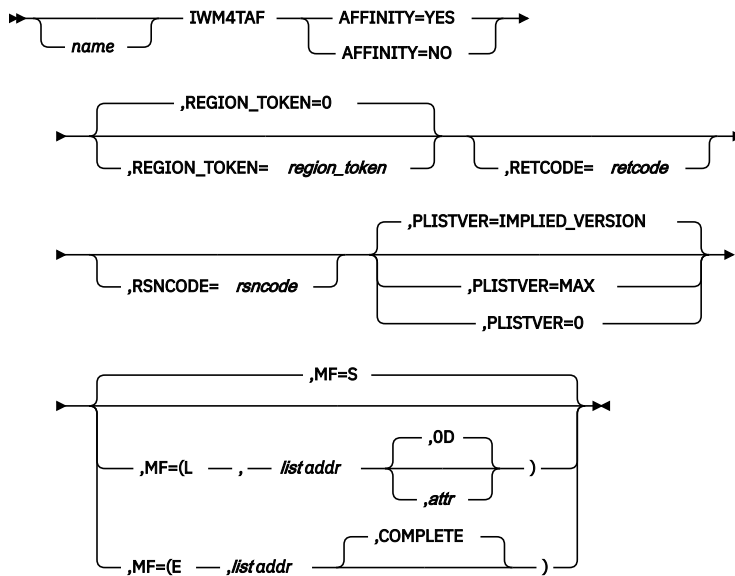 IWM4TAF AFFINITY=YES
name AFFINITY=NO
,REGION_TOKEN=0
,REGION_TOKEN= region_token ,RETCODE= retcode
,PLISTVER=IMPLIED_VERSION
,RSNCODE= rsncode ,PLISTVER=MAX
,PLISTVER=0
,MF=S
,0D
,MF=(L , list addr )
,attr
,COMPLETE
,MF=(E ,list addr )